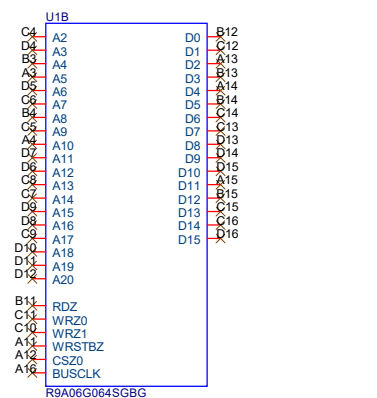 U1B
C4 A2 D0 B12
D4 A3 D1 C12
B3 A4 D2 A13
A3 A5 D3 B13
D5 A6 D4 A14
C6 A7 D5 B14
B4 A8 D6 C14
C5 A9 D7 C13
A4 A10 D8 D13
D7 A11 D9 D14
D6 A12 D10 D15
C8 A13 D11 A15
C7 A14 D12 B15
D9 A15 D13 C15
D8 A16 D14 C16
C9 A17 D15 D16
D10 A18
D11 A19
D12 A20
B11 RDZ
C11 WRZ0
C10 WRZ1
A11 WRSTBZ
A12 CSZ0
A16 BUSCLK
R9A06G064SGBG